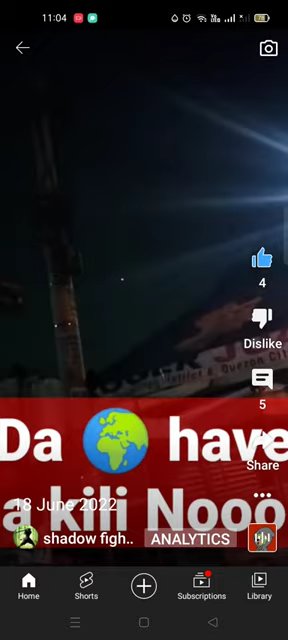 11:04
4
Dislike
5
Da 🌍 have
Share
a kili Nooo
18 June 2022
shadow figh..
ANALYTICS
Home
Shorts
Subscriptions
Library